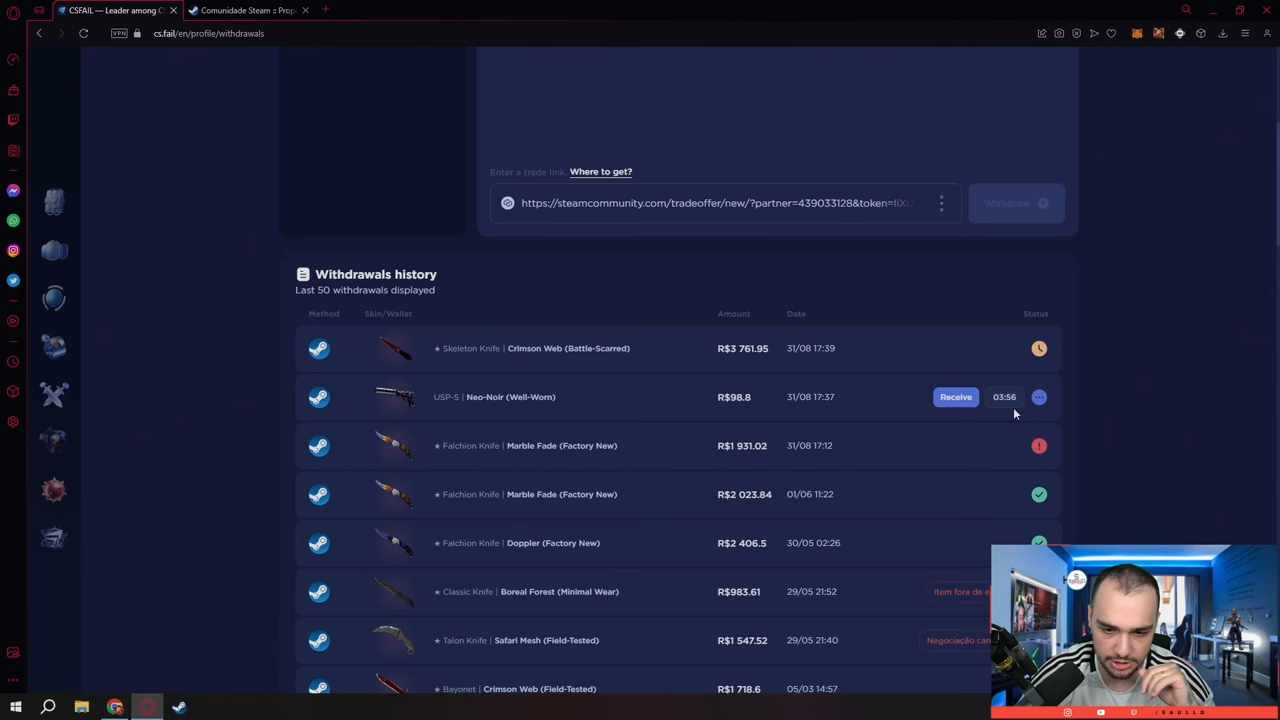 CSFAIL — Leader among C
Comunidade Steam :: Prop
VPN
cs.fail/en/profile/withdrawals
Enter a trade link. Where to get?
https://steamcommunity.com/tradeoffer/new/?partner=439033128&token=
Withdraw
Withdrawals history
Last 50 withdrawals displayed
Method Skin/Wallet Amount Date Status
★ Skeleton Knife | Crimson Web (Battle-Scarred) R$3 761.95 31/08 17:39
USP-S | Neo-Noir (Well-Worn) R$98.8 31/08 17:37 Receive 03:56
★ Falchion Knife | Marble Fade (Factory New) R$1 931.02 31/08 17:12
★ Falchion Knife | Marble Fade (Factory New) R$2 023.84 01/06 11:22
★ Falchion Knife | Doppler (Factory New) R$2 406.5 30/05 02:26
★ Classic Knife | Boreal Forest (Minimal Wear) R$983.61 29/05 21:52 Item fora de e
★ Talon Knife | Safari Mesh (Field-Tested) R$1 547.52 29/05 21:40 Negociação can
★ Bayonet | Crimson Web (Field-Tested) R$1 718.6 05/03 14:57
/SAULLO